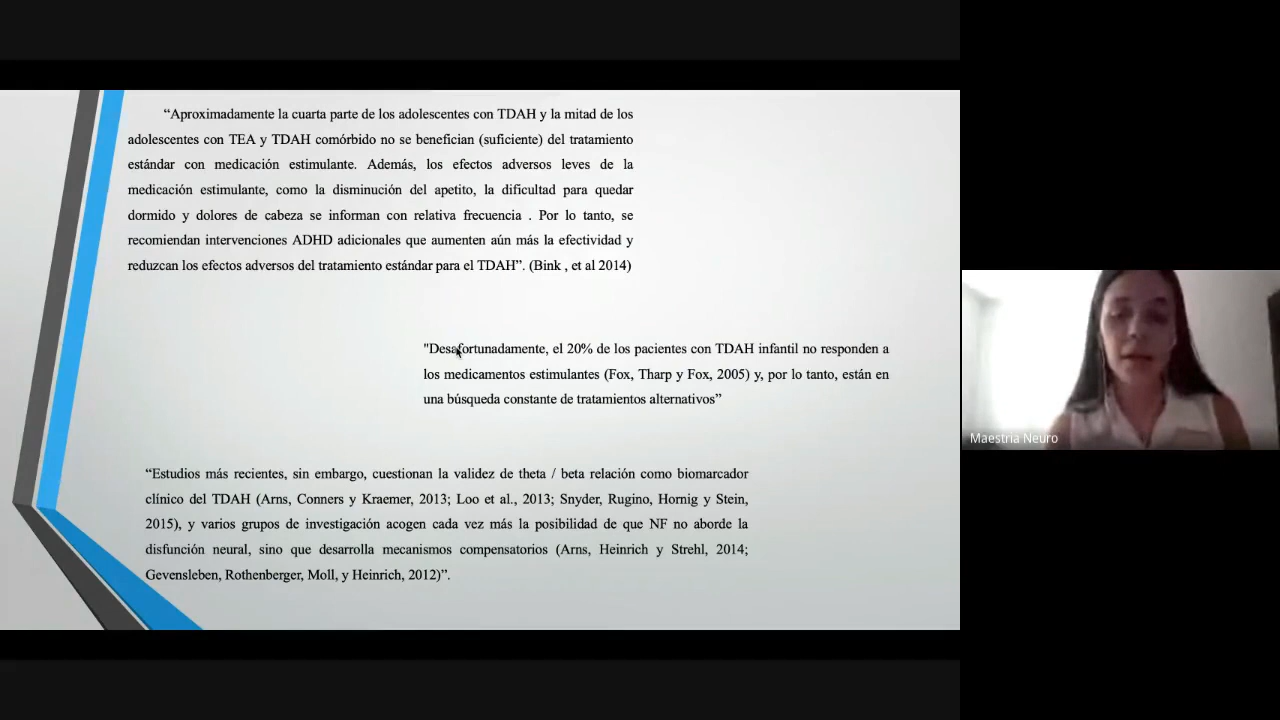 “Aproximadamente la cuarta parte de los adolescentes con TDAH y la mitad de los
adolescentes con TEA y TDAH comórbido no se benefician (suficiente) del tratamiento
estándar con medicación estimulante. Además, los efectos adversos leves de la
medicación estimulante, como la disminución del apetito, la dificultad para quedar
dormido y dolores de cabeza se informan con relativa frecuencia . Por lo tanto, se
recomiendan intervenciones ADHD adicionales que aumenten aún más la efectividad y
reduzcan los efectos adversos del tratamiento estándar para el TDAH”. (Bink , et al 2014)
"Desafortunadamente, el 20% de los pacientes con TDAH infantil no responden a
los medicamentos estimulantes (Fox, Tharp y Fox, 2005) y, por lo tanto, están en
una búsqueda constante de tratamientos alternativos”
“Estudios más recientes, sin embargo, cuestionan la validez de theta / beta relación como biomarcador
clínico del TDAH (Arns, Conners y Kraemer, 2013; Loo et al., 2013; Snyder, Rugino, Hornig y Stein,
2015), y varios grupos de investigación acogen cada vez más la posibilidad de que NF no aborde la
disfunción neural, sino que desarrolla mecanismos compensatorios (Arns, Heinrich y Strehl, 2014;
Gevensleben, Rothenberger, Moll, y Heinrich, 2012)”.
Maestria Neuro